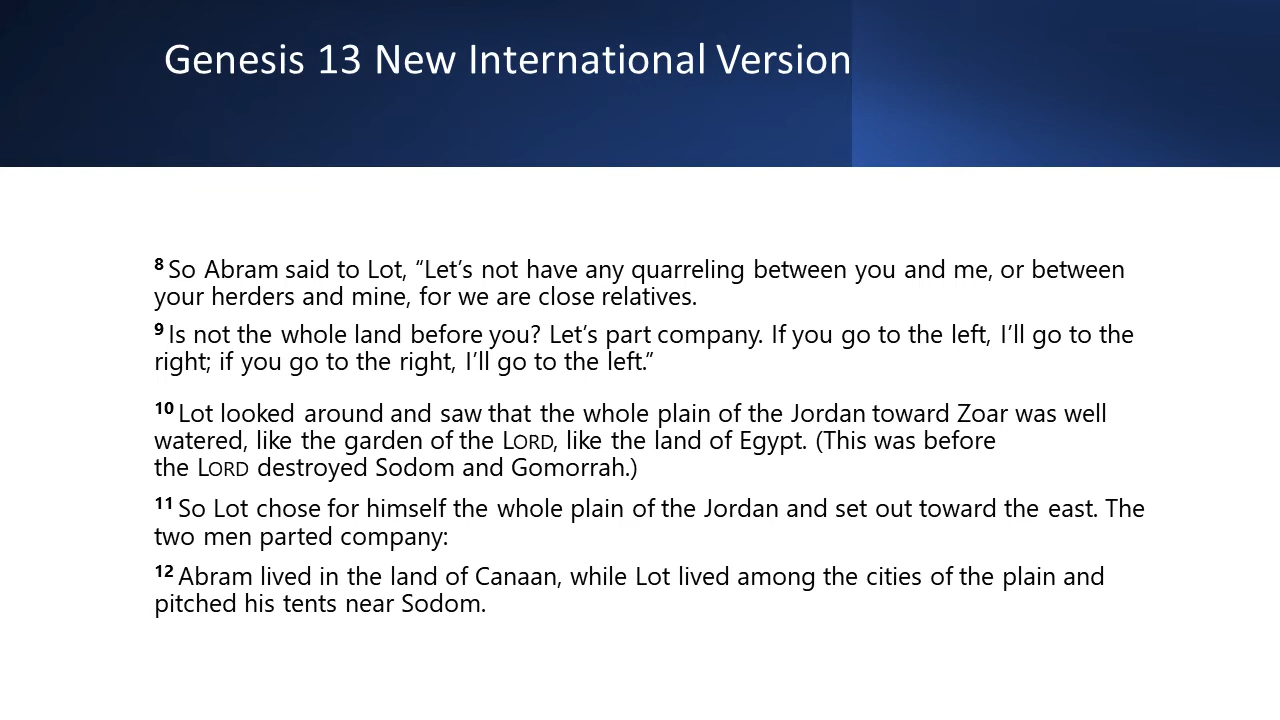 Genesis 13 New International Version
8 So Abram said to Lot, “Let’s not have any quarreling between you and me, or between
your herders and mine, for we are close relatives.
9 Is not the whole land before you? Let’s part company. If you go to the left, I’ll go to the
right; if you go to the right, I’ll go to the left.”
10 Lot looked around and saw that the whole plain of the Jordan toward Zoar was well
watered, like the garden of the LORD, like the land of Egypt. (This was before
the LORD destroyed Sodom and Gomorrah.)
11 So Lot chose for himself the whole plain of the Jordan and set out toward the east. The
two men parted company:
12 Abram lived in the land of Canaan, while Lot lived among the cities of the plain and
pitched his tents near Sodom.